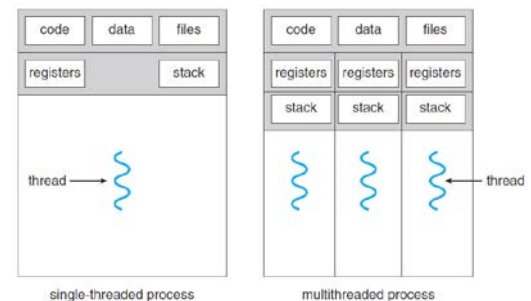 code data files code data files
registers stack registers registers registers
stack stack stack
thread thread
single-threaded process multithreaded process